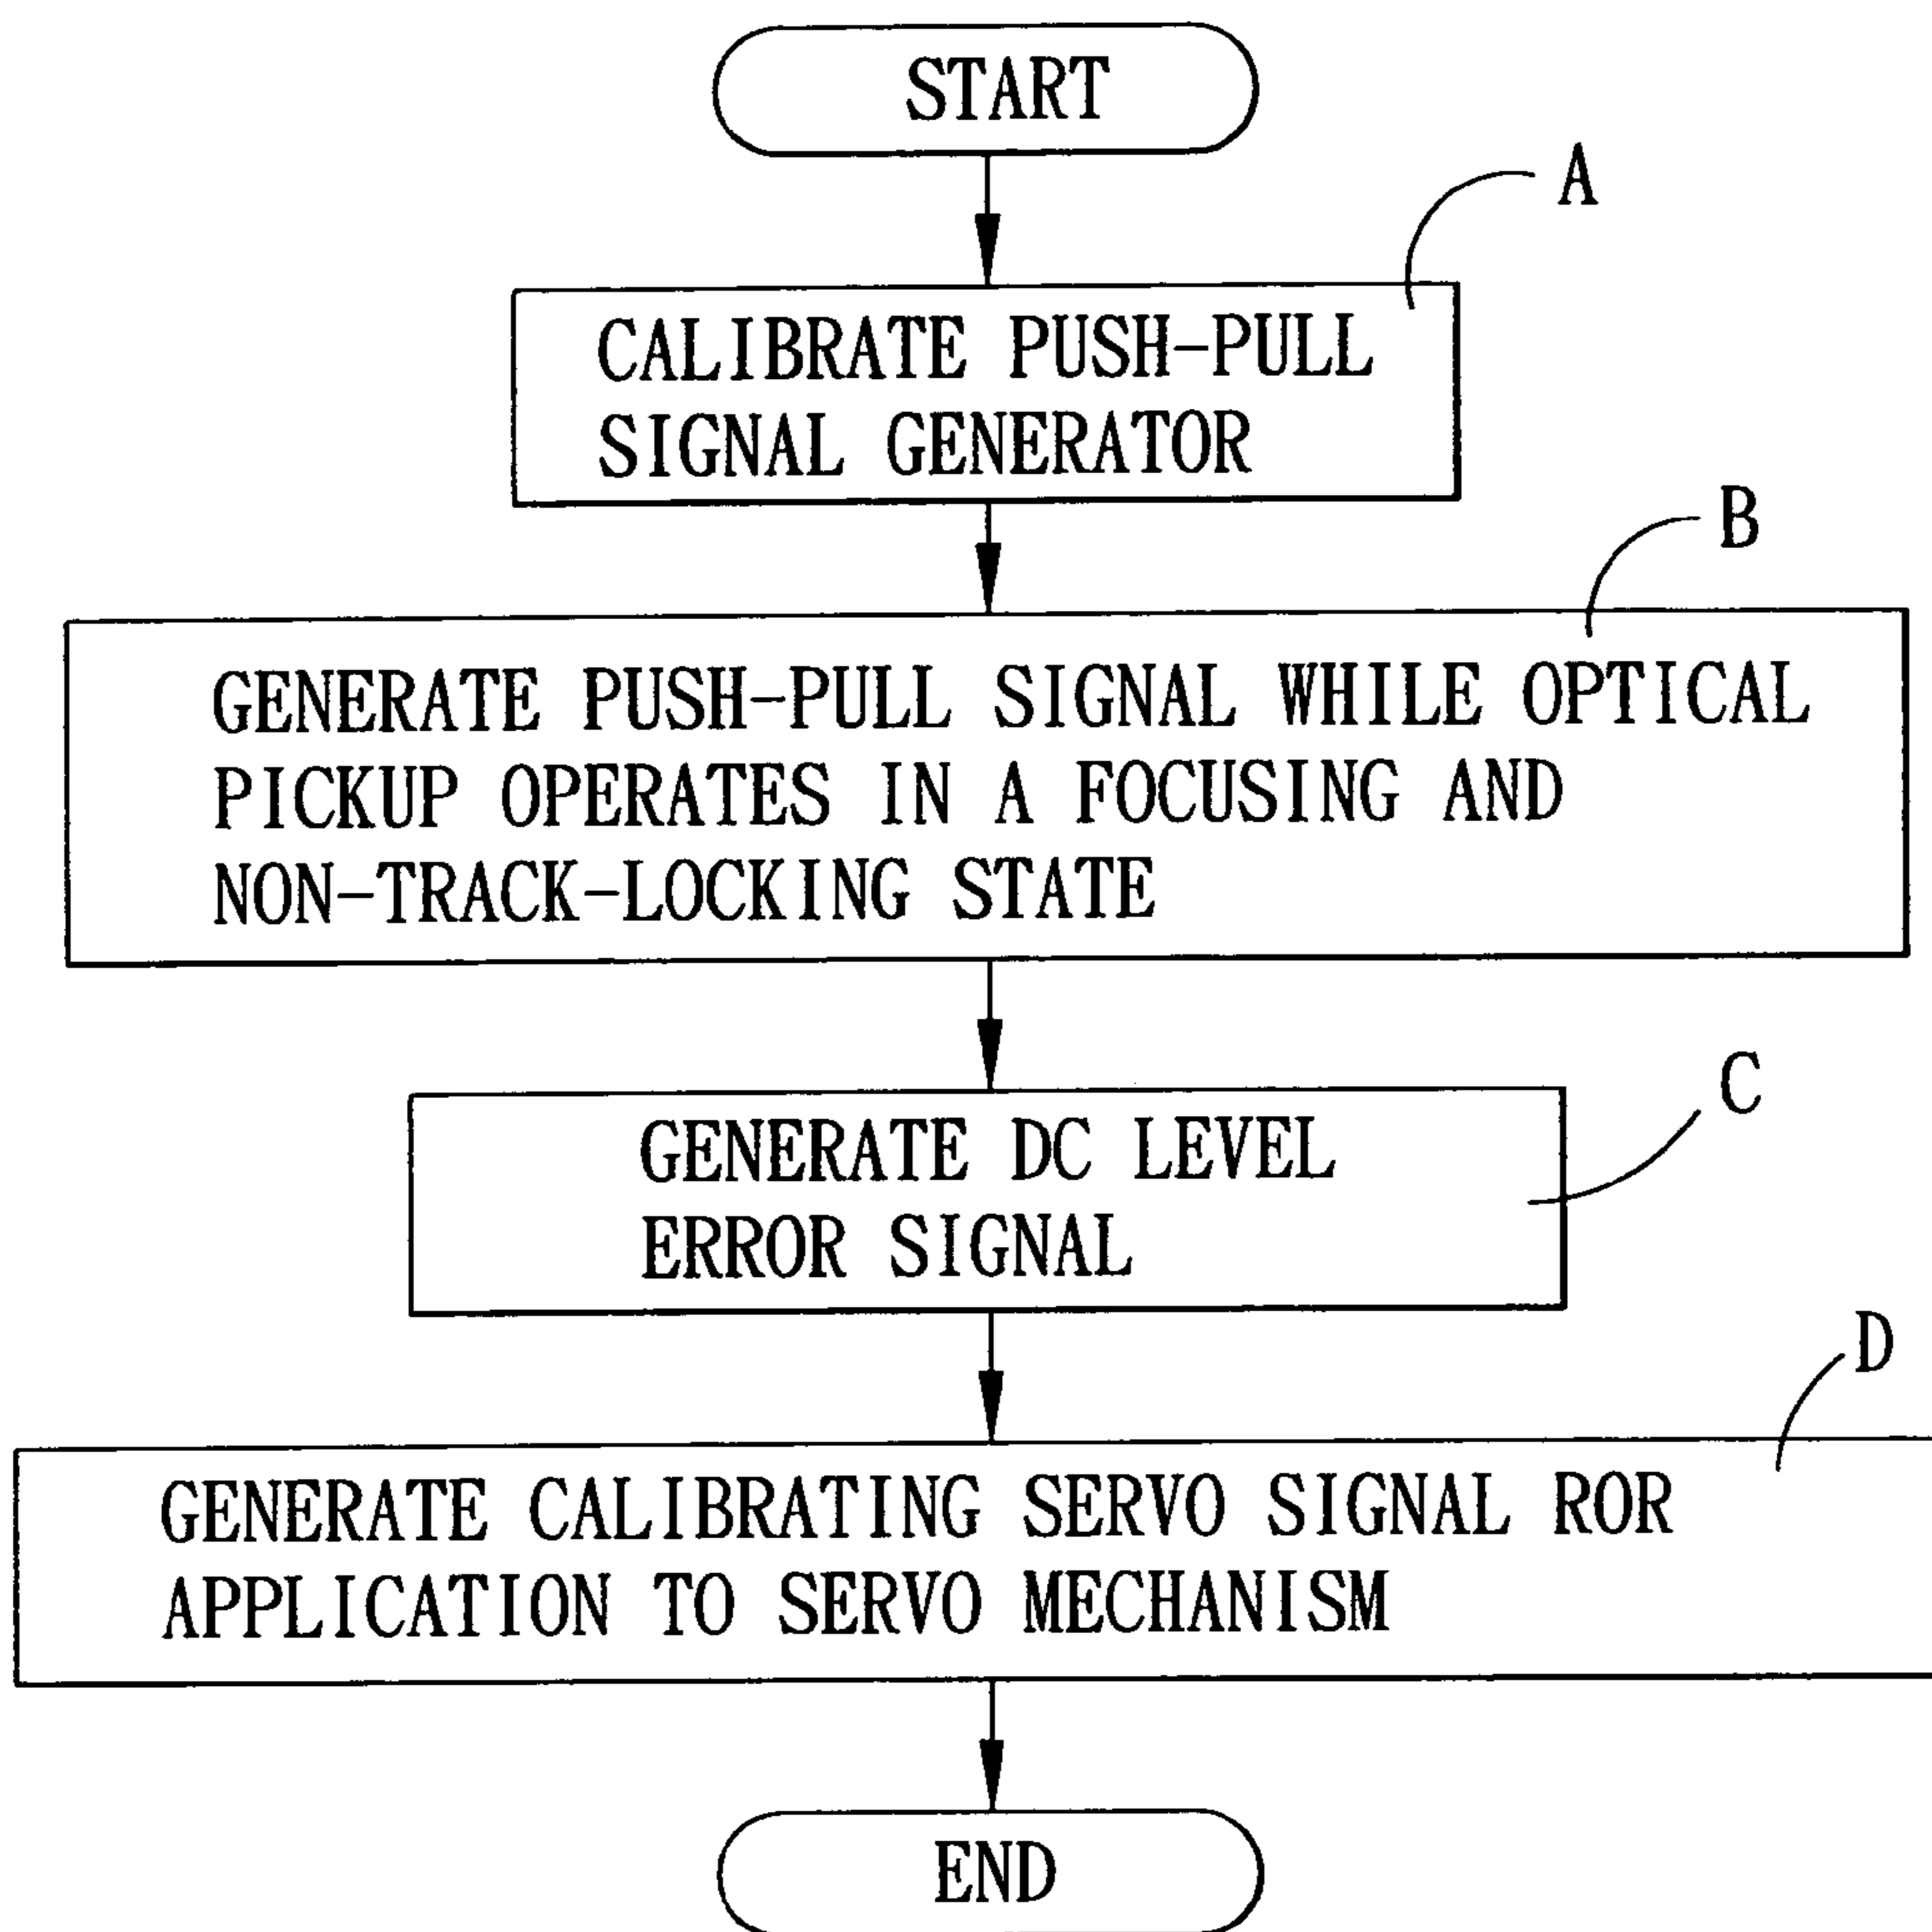 START
A
CALIBRATE PUSH-PULL
SIGNAL GENERATOR
B
GENERATE PUSH-PULL SIGNAL WHILE OPTICAL
PICKUP OPERATES IN A FOCUSING AND
NON-TRACK-LOCKING STATE
C
GENERATE DC LEVEL
ERROR SIGNAL
D
GENERATE CALIBRATING SERVO SIGNAL ROR
APPLICATION TO SERVO MECHANISM
END